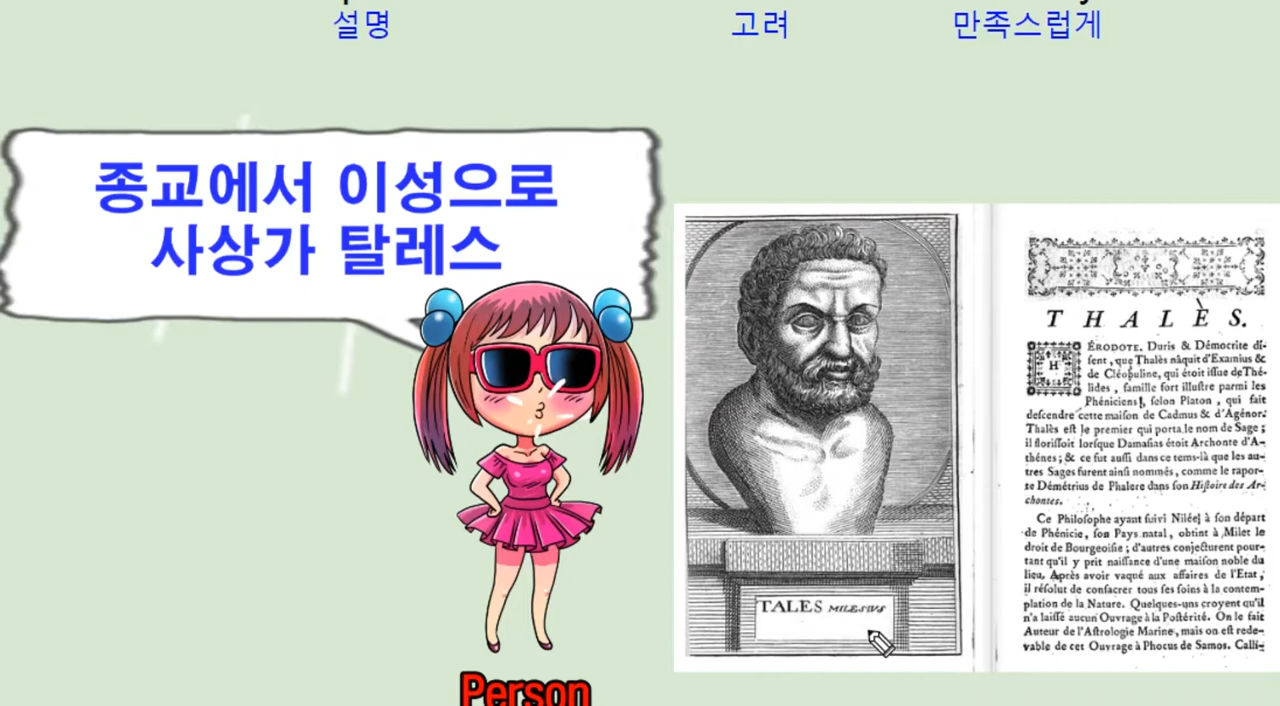 설명 고려 만족스럽게
종교에서 이성으로
사상가 탈레스
Person
TALES MILESIVS
THALÈS.
HÉRODOTE, Duris & Démocrite di-
sent, que Thalès nâquit d'Examius &
de Cléobuline, qui étoit issue de Thé-
lides, famille fort illustre parmi les
Phéniciens, selon Platon, qui fait
descendre cette maison de Cadmus & d'Agénor.
Thalès est le premier qui porta le nom de Sage;
il florissoit lorsque Damasias étoit Archonte d'A-
thénes; & ce fut aussi dans ce tems-là que les au-
tres Sages furent ainsi nommés, comme le rapor-
te Démétrius de Phalere dans son Histoire des Ar-
chontes.
Ce Philosophe ayant suivi Nilée à son départ
de Phénicie, son Pays natal, obtint à Milet le
droit de Bourgeoisie; d'autres conjecturent pour-
tant qu'il y prit naissance d'une maison noble du
lieu. Après avoir vaqué aux affaires de l'Etat,
il résolut de consacrer tous ses soins à la contem-
plation de la Nature. Quelques-uns croyent qu'il
n'a laissé aucun Ouvrage à la Postérité. On le fait
Auteur de l'Astrologie Marine, mais on est rede-
vable de cet Ouvrage à Phocus de Samos. Calli-